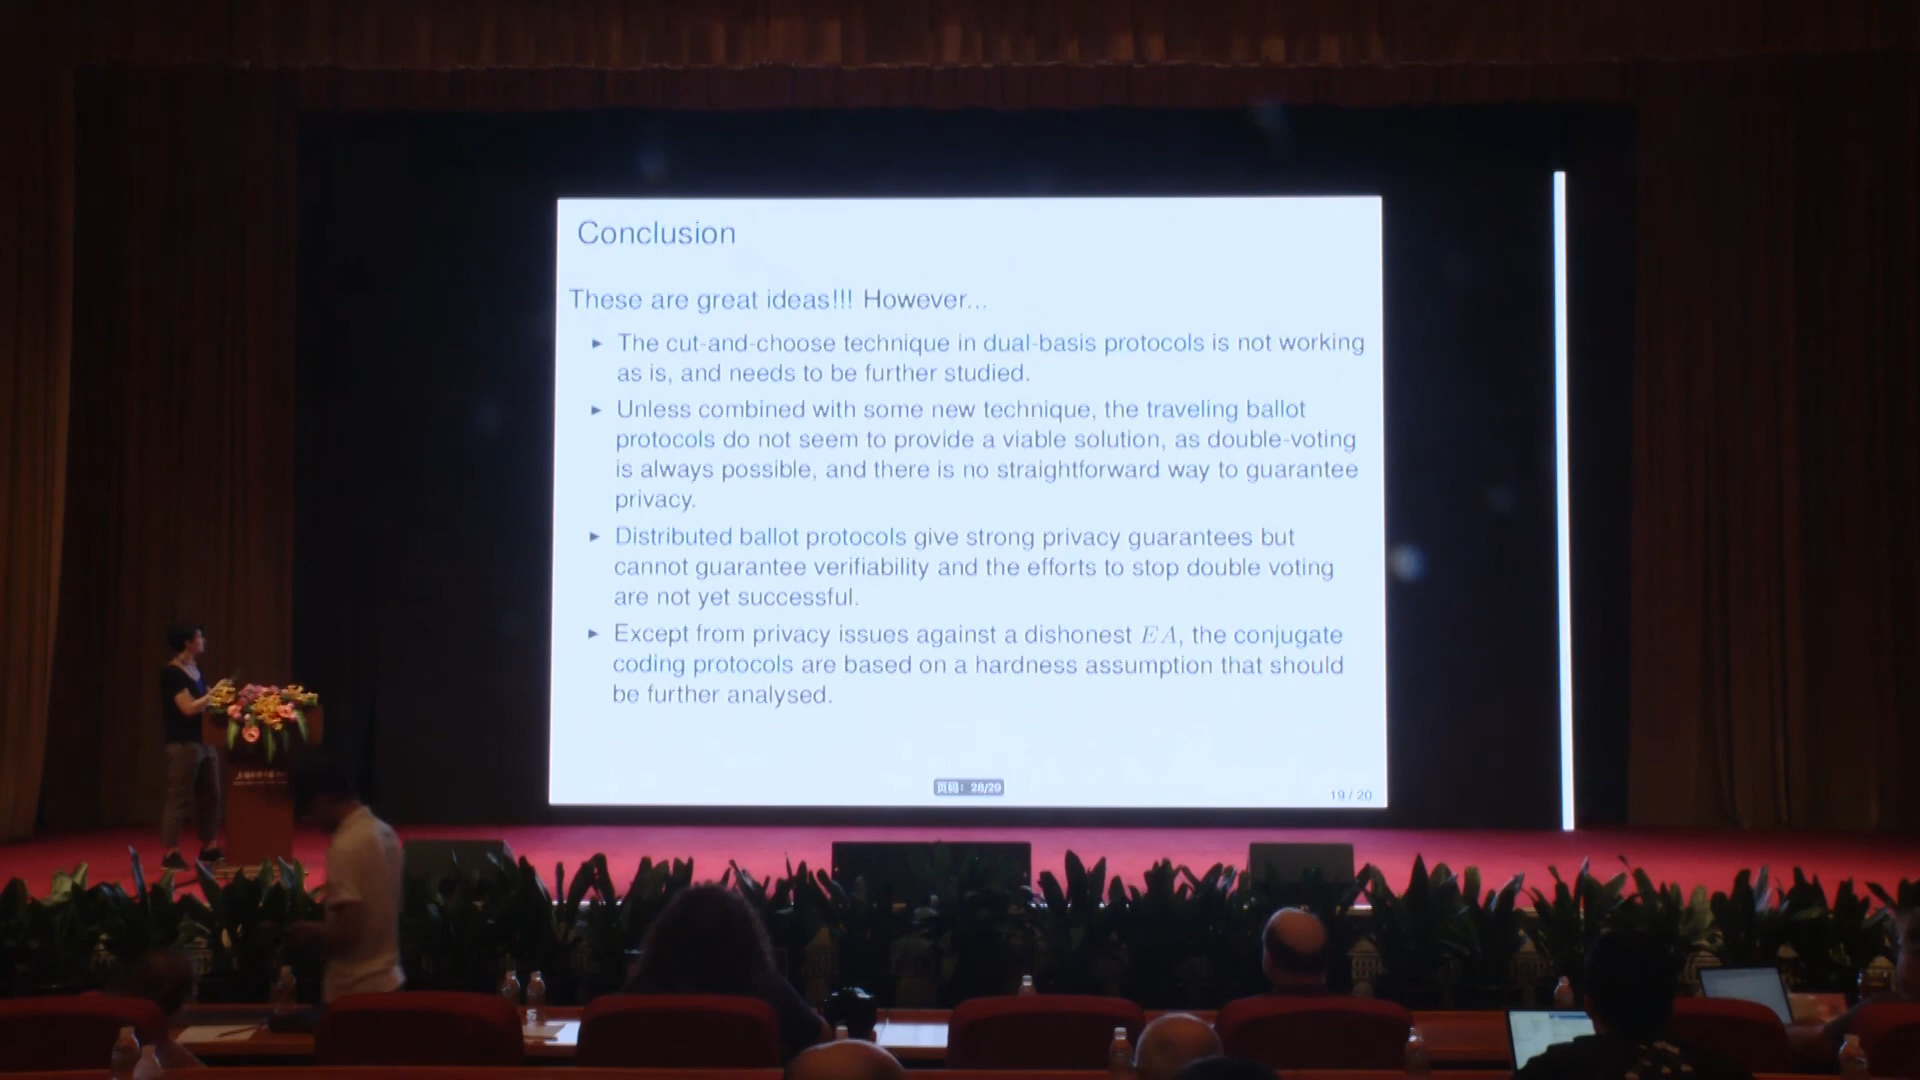 Conclusion
These are great ideas!!! However...
► The cut-and-choose technique in dual-basis protocols is not working
as is, and needs to be further studied.
► Unless combined with some new technique, the traveling ballot
protocols do not seem to provide a viable solution, as double-voting
is always possible, and there is no straightforward way to guarantee
privacy.
► Distributed ballot protocols give strong privacy guarantees but
cannot guarantee verifiability and the efforts to stop double voting
are not yet successful.
► Except from privacy issues against a dishonest EA, the conjugate
coding protocols are based on a hardness assumption that should
be further analysed.
页码: 28/29
19 / 20